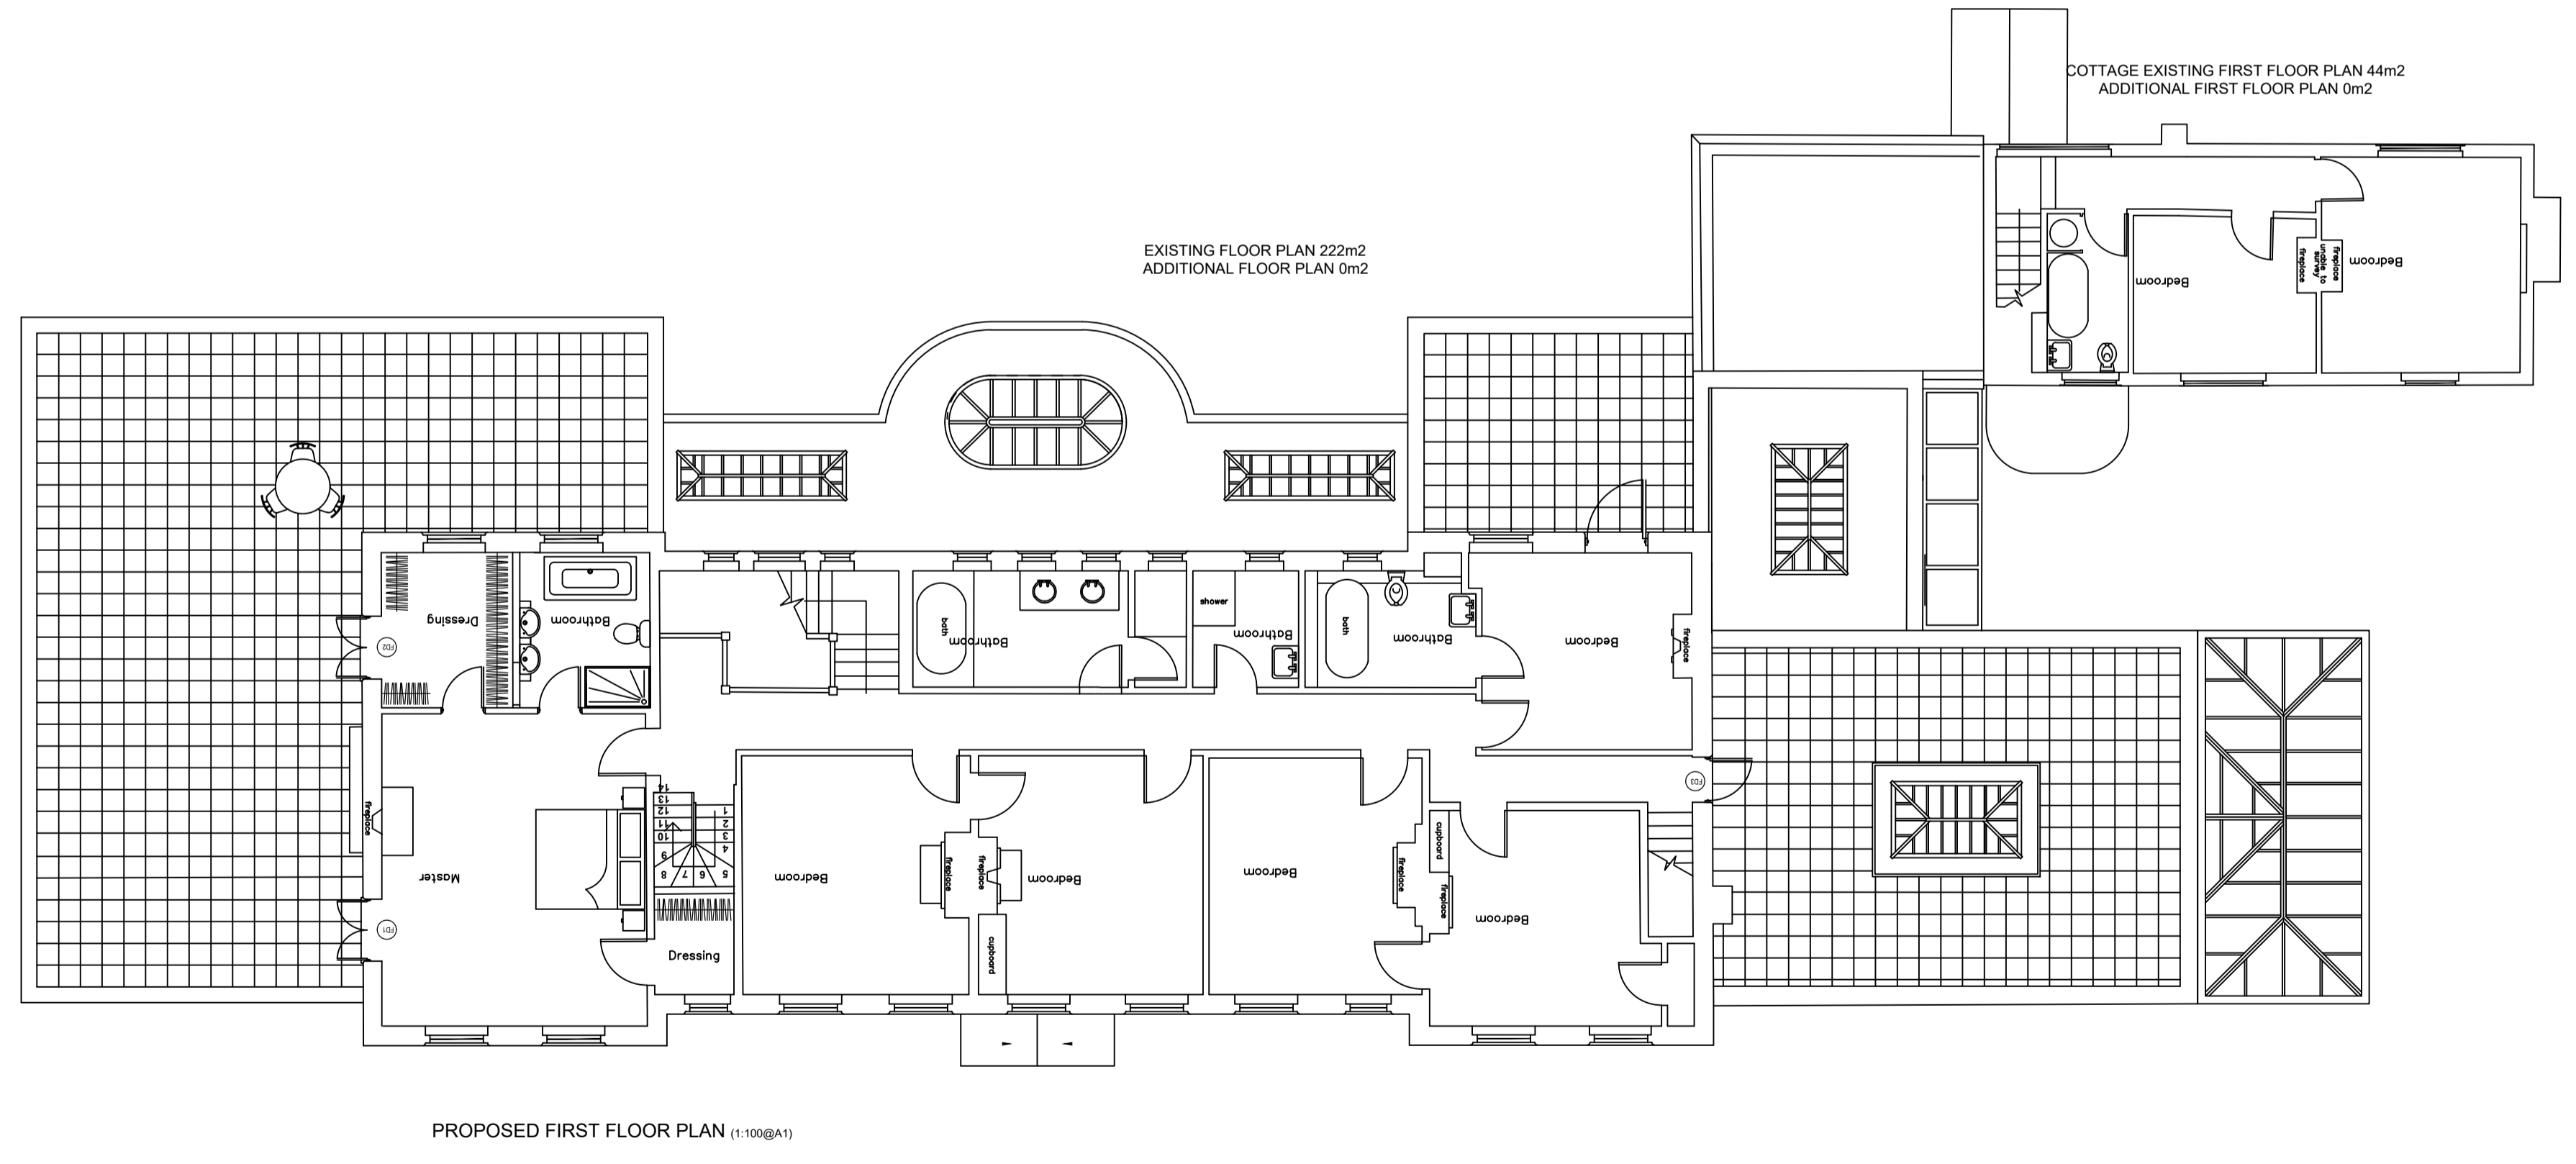 COTTAGE EXISTING FIRST FLOOR PLAN 44m2
ADDITIONAL FIRST FLOOR PLAN 0m2
EXISTING FLOOR PLAN 222m2
ADDITIONAL FLOOR PLAN 0m2
Bedroom
fireplace
fireplace
unable to
survey
Bedroom
Dressing
Bathroom
bath
Bathroom
shower
Bathroom
bath
Bathroom
Bedroom
fireplace
FD2
FD3
fireplace
Master
FD1
14
13
12
11
10
9
8
7
6
5
4
3
2
1
Dressing
Bedroom
fireplace
fireplace
Bedroom
cupboard
Bedroom
fireplace
cupboard
fireplace
Bedroom
PROPOSED FIRST FLOOR PLAN (1:100@A1)